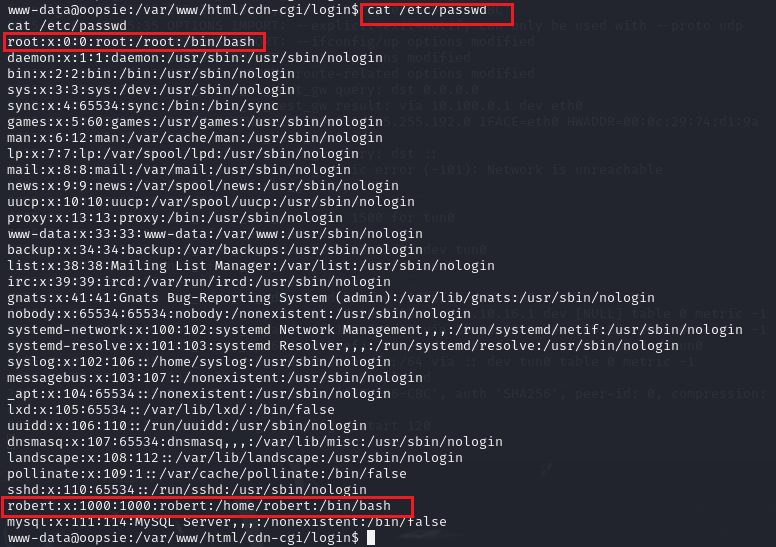 www-data@oopsie:/var/www/html/cdn-cgi/login$ cat /etc/passwd
cat /etc/passwd
root:x:0:0:root:/root:/bin/bash
daemon:x:1:1:daemon:/usr/sbin:/usr/sbin/nologin
bin:x:2:2:bin:/bin:/usr/sbin/nologin
sys:x:3:3:sys:/dev:/usr/sbin/nologin
sync:x:4:65534:sync:/bin:/bin/sync
games:x:5:60:games:/usr/games:/usr/sbin/nologin
man:x:6:12:man:/var/cache/man:/usr/sbin/nologin
lp:x:7:7:lp:/var/spool/lpd:/usr/sbin/nologin
mail:x:8:8:mail:/var/mail:/usr/sbin/nologin
news:x:9:9:news:/var/spool/news:/usr/sbin/nologin
uucp:x:10:10:uucp:/var/spool/uucp:/usr/sbin/nologin
proxy:x:13:13:proxy:/bin:/usr/sbin/nologin
www-data:x:33:33:www-data:/var/www:/usr/sbin/nologin
backup:x:34:34:backup:/var/backups:/usr/sbin/nologin
list:x:38:38:Mailing List Manager:/var/list:/usr/sbin/nologin
irc:x:39:39:ircd:/var/run/ircd:/usr/sbin/nologin
gnats:x:41:41:Gnats Bug-Reporting System (admin):/var/lib/gnats:/usr/sbin/nologin
nobody:x:65534:65534:nobody:/nonexistent:/usr/sbin/nologin
systemd-network:x:100:102:systemd Network Management,,,:/run/systemd/netif:/usr/sbin/nologin
systemd-resolve:x:101:103:systemd Resolver,,,:/run/systemd/resolve:/usr/sbin/nologin
syslog:x:102:106::/home/syslog:/usr/sbin/nologin
messagebus:x:103:107::/nonexistent:/usr/sbin/nologin
_apt:x:104:65534::/nonexistent:/usr/sbin/nologin
lxd:x:105:65534::/var/lib/lxd/:/bin/false
uuidd:x:106:110::/run/uuidd:/usr/sbin/nologin
dnsmasq:x:107:65534:dnsmasq,,,:/var/lib/misc:/usr/sbin/nologin
landscape:x:108:112::/var/lib/landscape:/usr/sbin/nologin
pollinate:x:109:1::/var/cache/pollinate:/bin/false
sshd:x:110:65534::/run/sshd:/usr/sbin/nologin
robert:x:1000:1000:robert:/home/robert:/bin/bash
mysql:x:111:114:MySQL Server,,,:/nonexistent:/bin/false
www-data@oopsie:/var/www/html/cdn-cgi/login$